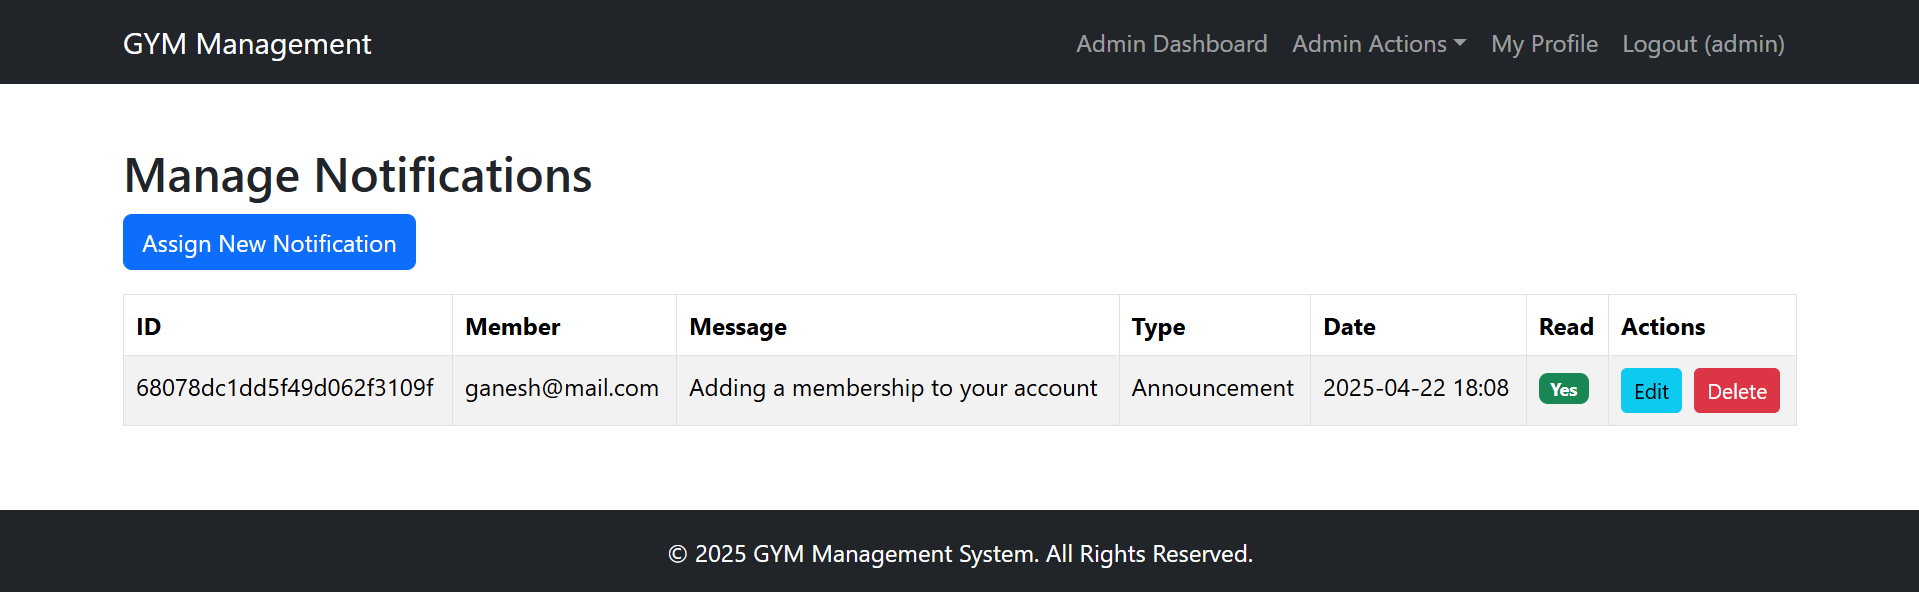 GYM Management Admin Dashboard Admin Actions My Profile Logout (admin)
Manage Notifications
Assign New Notification
ID Member Message Type Date Read Actions
68078dc1dd5f49d062f3109f ganesh@mail.com Adding a membership to your account Announcement 2025-04-22 18:08 Yes Edit Delete
© 2025 GYM Management System. All Rights Reserved.